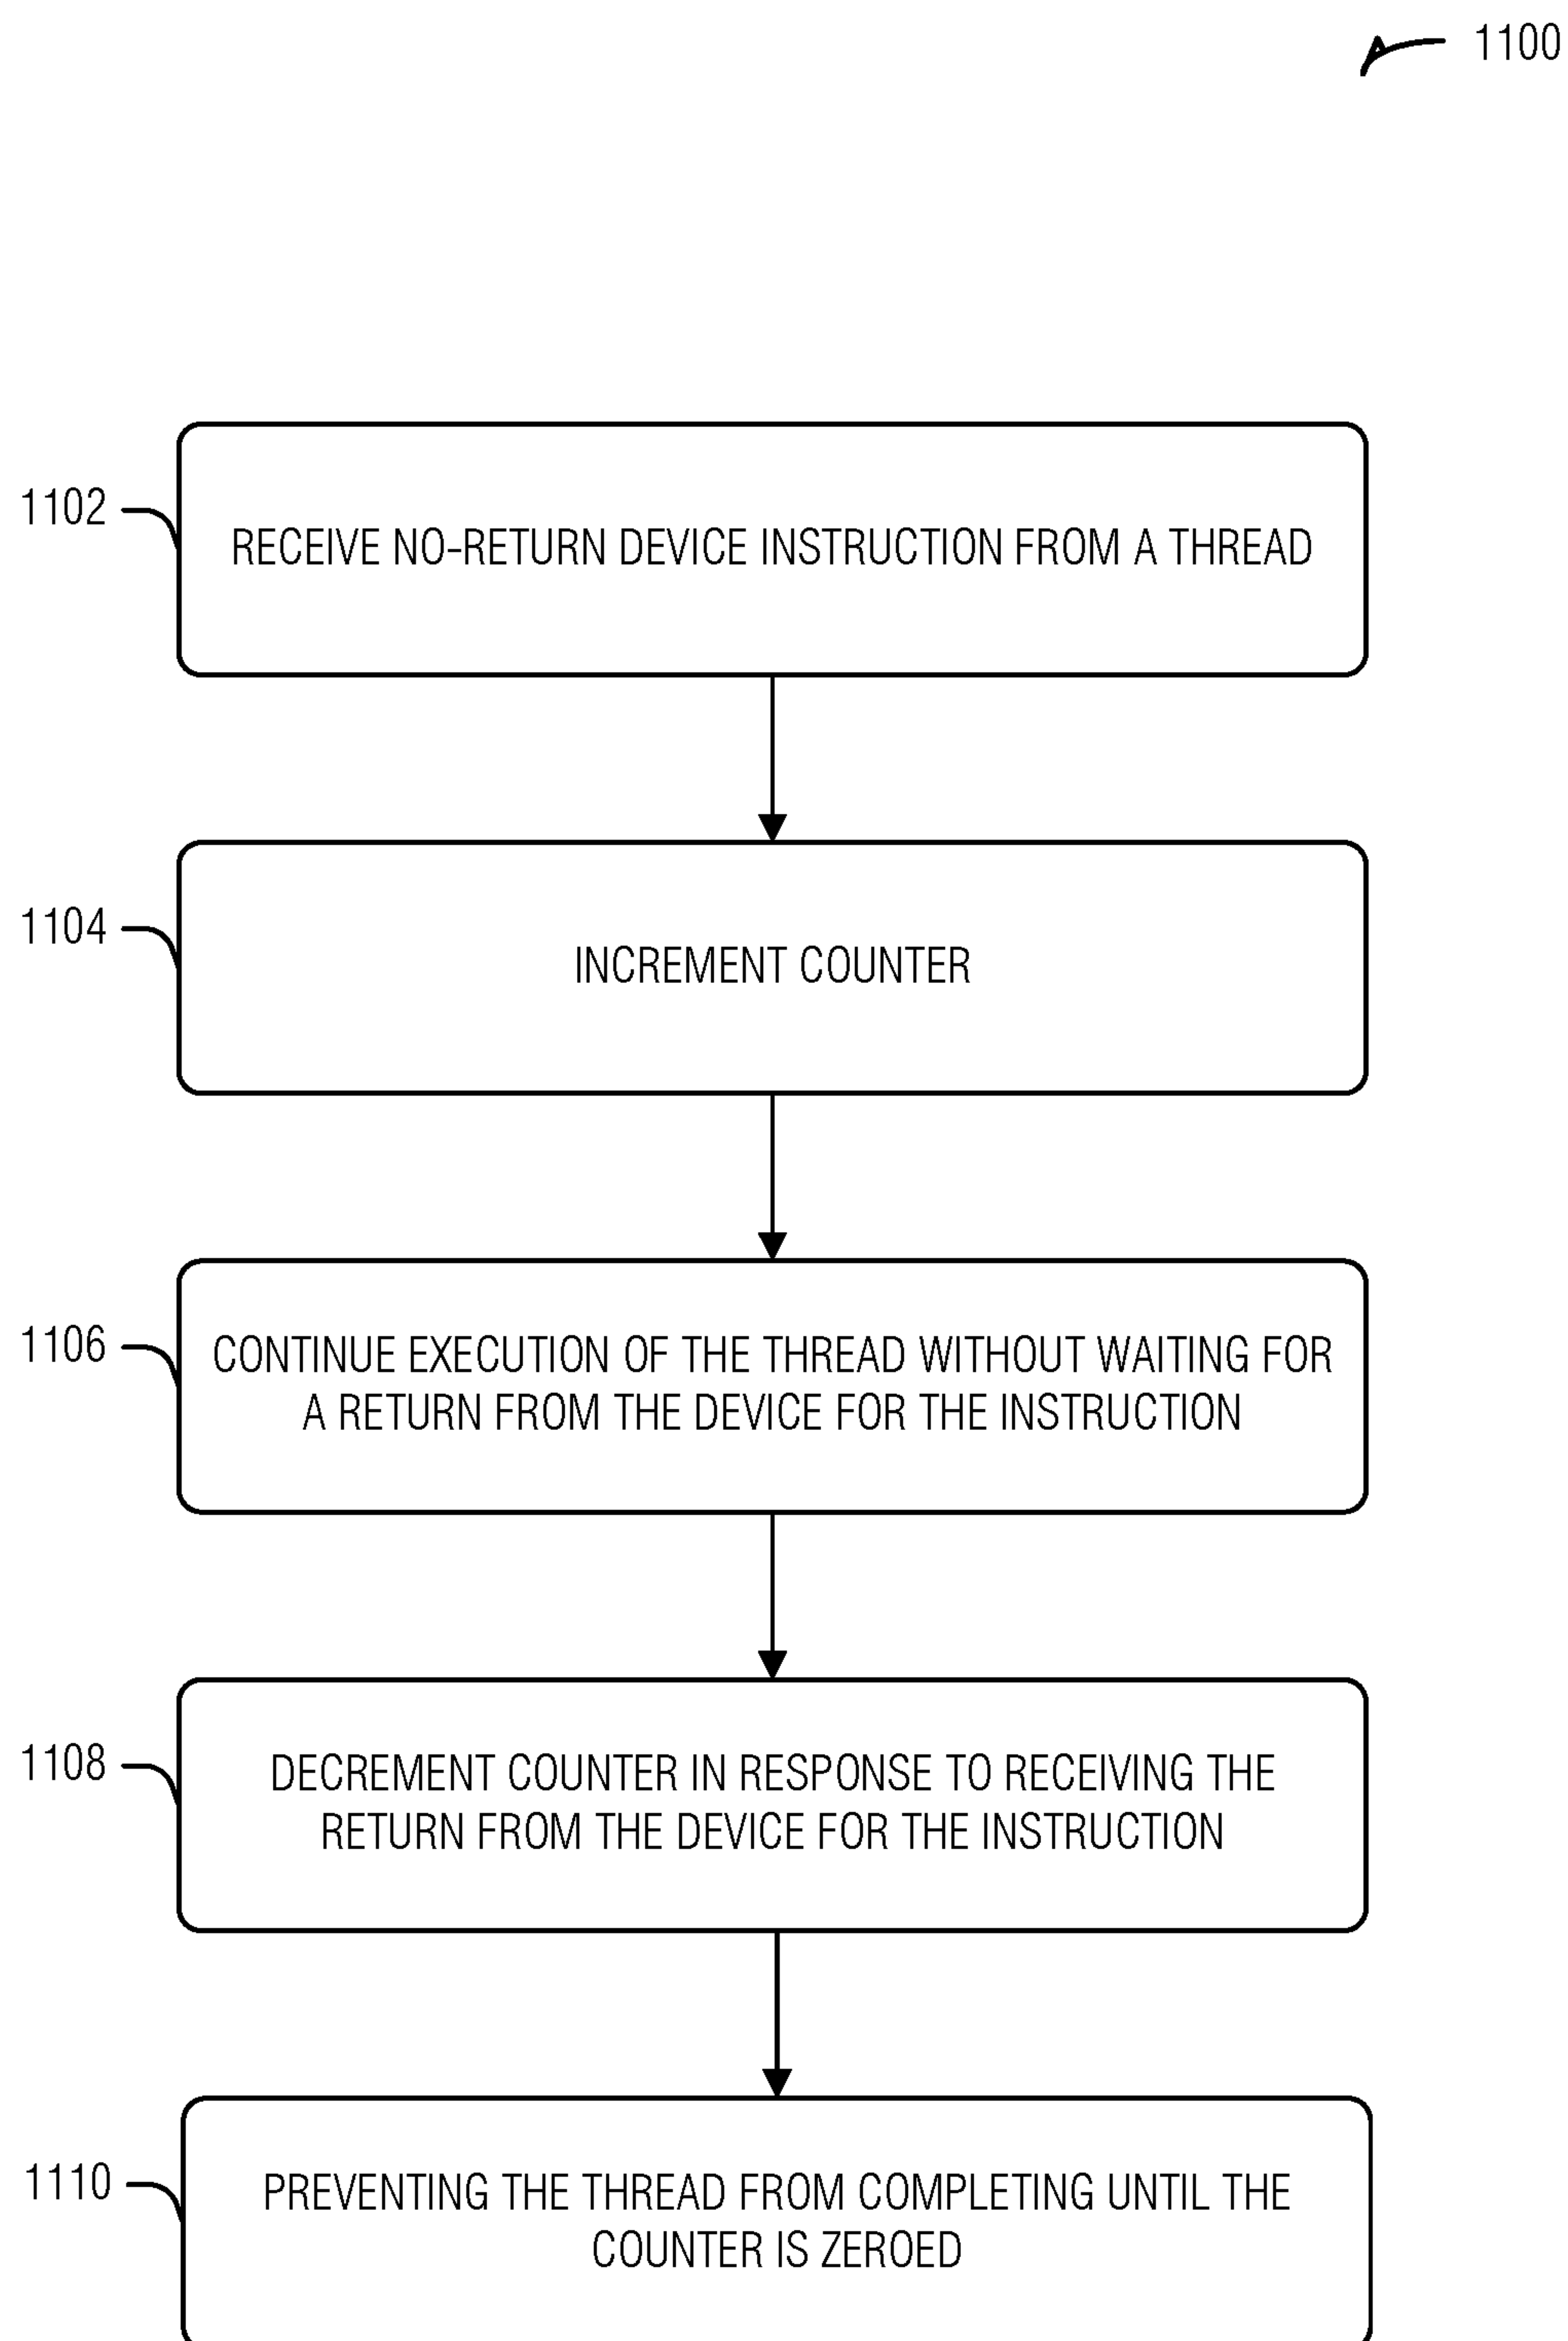 1100
1102
RECEIVE NO-RETURN DEVICE INSTRUCTION FROM A THREAD
1104
INCREMENT COUNTER
1106
CONTINUE EXECUTION OF THE THREAD WITHOUT WAITING FOR
A RETURN FROM THE DEVICE FOR THE INSTRUCTION
1108
DECREMENT COUNTER IN RESPONSE TO RECEIVING THE
RETURN FROM THE DEVICE FOR THE INSTRUCTION
1110
PREVENTING THE THREAD FROM COMPLETING UNTIL THE
COUNTER IS ZEROED